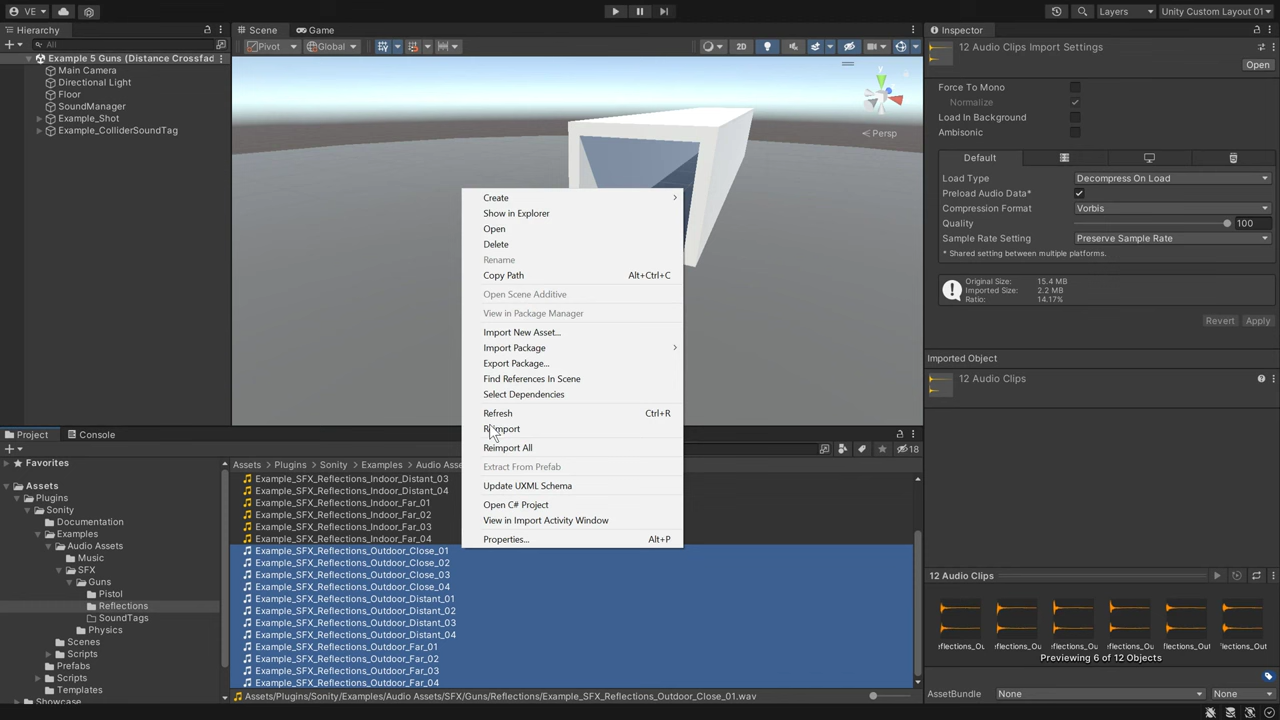 VE
Layers
Unity Custom Layout 01
Hierarchy
All
Example 5 Guns (Distance Crossfad
Main Camera
Directional Light
Floor
SoundManager
Example_Shot
Example_ColliderSoundTag
Scene
Game
Pivot
Global
2D
y
Persp
Inspector
12 Audio Clips Import Settings
Open
Force To Mono
Normalize
Load In Background
Ambisonic
Default
Load Type
Decompress On Load
Preload Audio Data*
Compression Format
Vorbis
Quality
100
Sample Rate Setting
Preserve Sample Rate
* Shared setting between multiple platforms.
Original Size: 15.4 MB
Imported Size: 2.2 MB
Ratio: 14.17%
Revert
Apply
Imported Object
12 Audio Clips
Create
Show in Explorer
Open
Delete
Rename
Copy Path Alt+Ctrl+C
Open Scene Additive
View in Package Manager
Import New Asset...
Import Package
Export Package...
Find References In Scene
Select Dependencies
Refresh Ctrl+R
Reimport
Reimport All
Extract From Prefab
Update UXML Schema
Open C# Project
View in Import Activity Window
Properties... Alt+P
Project
Console
18
Favorites
Assets
Plugins
Sonity
Documentation
Examples
Audio Assets
Music
SFX
Guns
Pistol
Reflections
SoundTags
Physics
Scenes
Scripts
Prefabs
Scripts
Templates
Showcase
Assets
Plugins
Sonity
Examples
Audio Asse
Example_SFX_Reflections_Indoor_Distant_03
Example_SFX_Reflections_Indoor_Distant_04
Example_SFX_Reflections_Indoor_Far_01
Example_SFX_Reflections_Indoor_Far_02
Example_SFX_Reflections_Indoor_Far_03
Example_SFX_Reflections_Indoor_Far_04
Example_SFX_Reflections_Outdoor_Close_01
Example_SFX_Reflections_Outdoor_Close_02
Example_SFX_Reflections_Outdoor_Close_03
Example_SFX_Reflections_Outdoor_Close_04
Example_SFX_Reflections_Outdoor_Distant_01
Example_SFX_Reflections_Outdoor_Distant_02
Example_SFX_Reflections_Outdoor_Distant_03
Example_SFX_Reflections_Outdoor_Distant_04
Example_SFX_Reflections_Outdoor_Far_01
Example_SFX_Reflections_Outdoor_Far_02
Example_SFX_Reflections_Outdoor_Far_03
Example_SFX_Reflections_Outdoor_Far_04
Assets/Plugins/Sonity/Examples/Audio Assets/SFX/Guns/Reflections/Example_SFX_Reflections_Outdoor_Close_01.wav
12 Audio Clips
eflections_Ou
eflections_Ou
eflections_Ou
eflections_Out
eflections_Out
eflections_Out
Previewing 6 of 12 Objects
AssetBundle
None
None